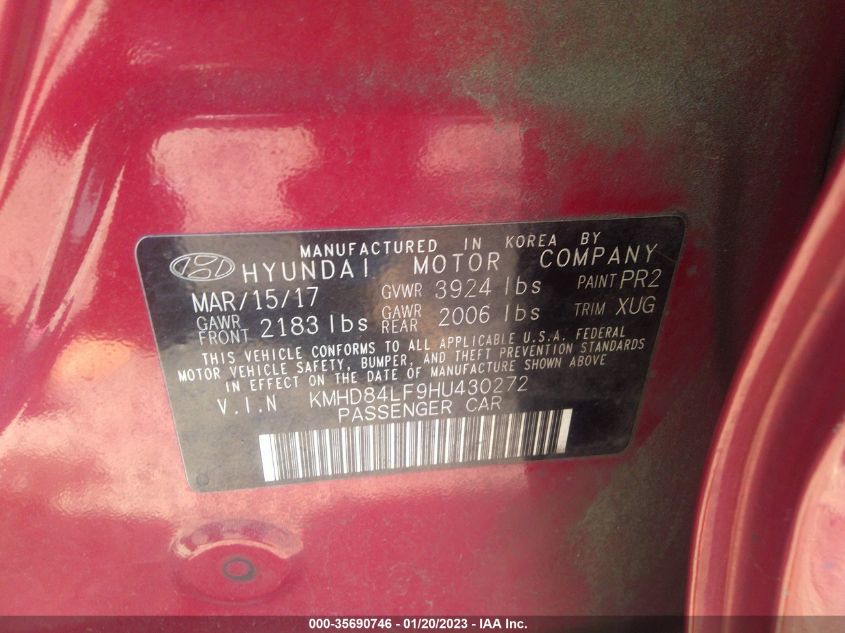 MANUFACTURED IN KOREA BY
HYUNDAI MOTOR COMPANY
MAR/15/17 GVWR 3924 lbs PAINT PR2
GAWR FRONT 2183 lbs GAWR REAR 2006 lbs TRIM XUG
THIS VEHICLE CONFORMS TO ALL APPLICABLE U.S.A. FEDERAL
MOTOR VEHICLE SAFETY, BUMPER, AND THEFT PREVENTION STANDARDS
IN EFFECT ON THE DATE OF MANUFACTURE SHOWN ABOVE
V.I.N KMHD84LF9HU430272
PASSENGER CAR
000-35690746 — 01/20/2023 — IAA Inc.